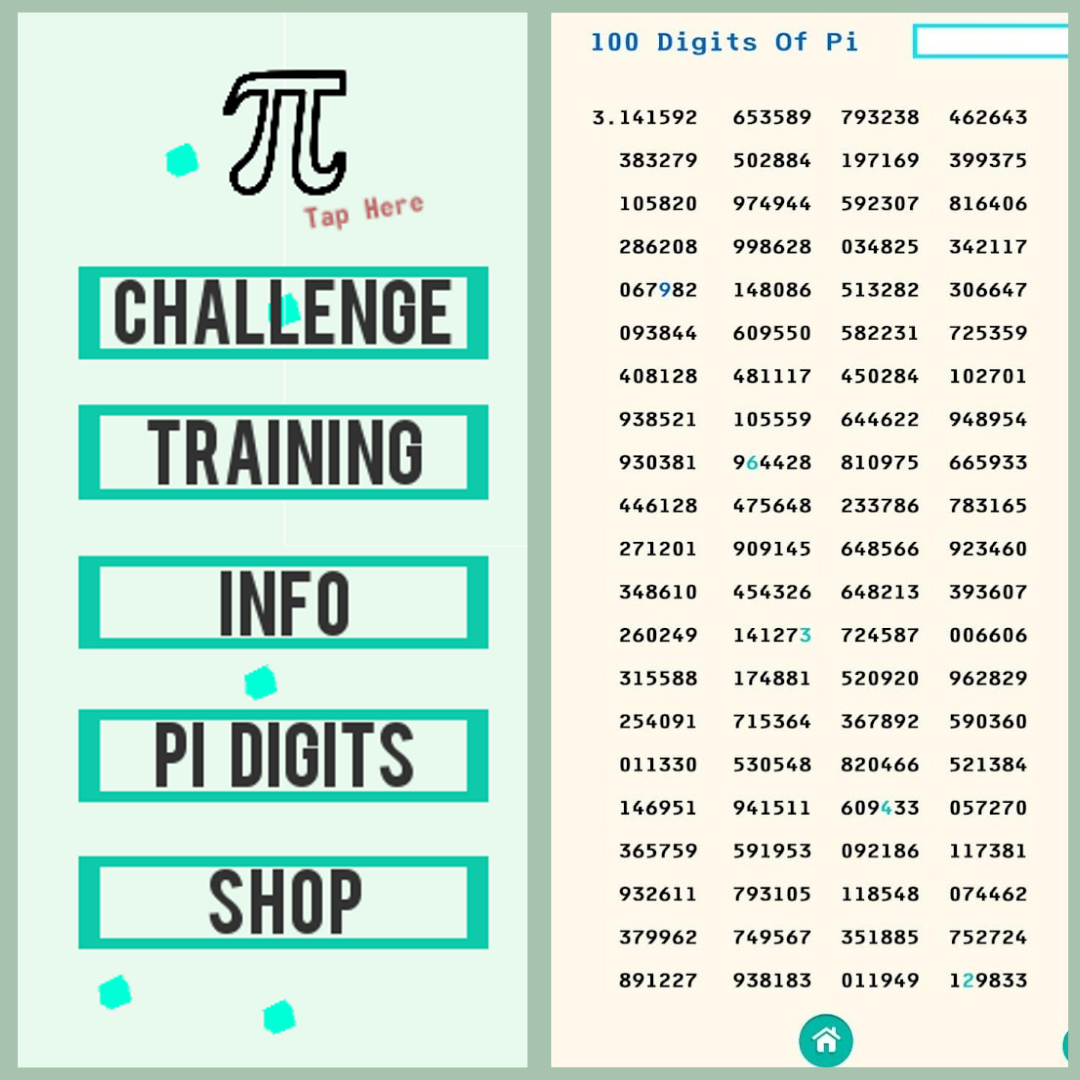 π
Tap Here
CHALLENGE
TRAINING
INFO
PI DIGITS
SHOP
100 Digits Of Pi
3.141592 653589 793238 462643
383279 502884 197169 399375
105820 974944 592307 816406
286208 998628 034825 342117
067982 148086 513282 306647
093844 609550 582231 725359
408128 481117 450284 102701
938521 105559 644622 948954
930381 964428 810975 665933
446128 475648 233786 783165
271201 909145 648566 923460
348610 454326 648213 393607
260249 141273 724587 006606
315588 174881 520920 962829
254091 715364 367892 590360
011330 530548 820466 521384
146951 941511 609433 057270
365759 591953 092186 117381
932611 793105 118548 074462
379962 749567 351885 752724
891227 938183 011949 129833